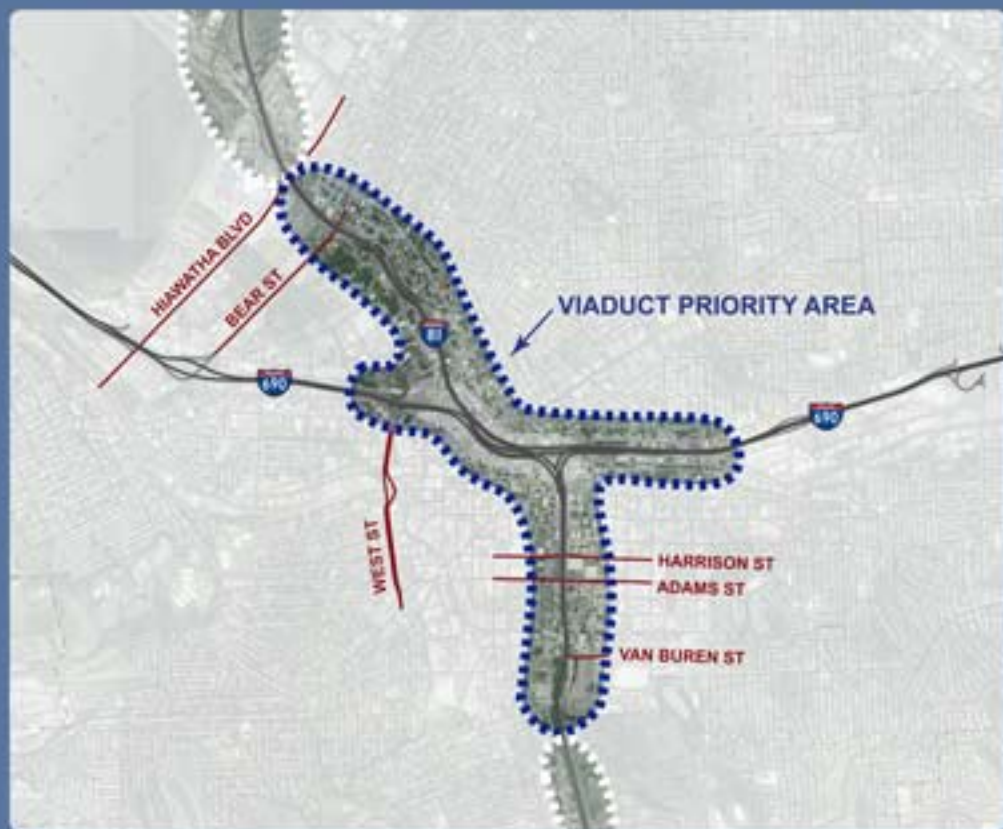 HIAWATHA BLVD
BEAR ST
VIADUCT PRIORITY AREA
81
690
690
WEST ST
HARRISON ST
ADAMS ST
VAN BUREN ST